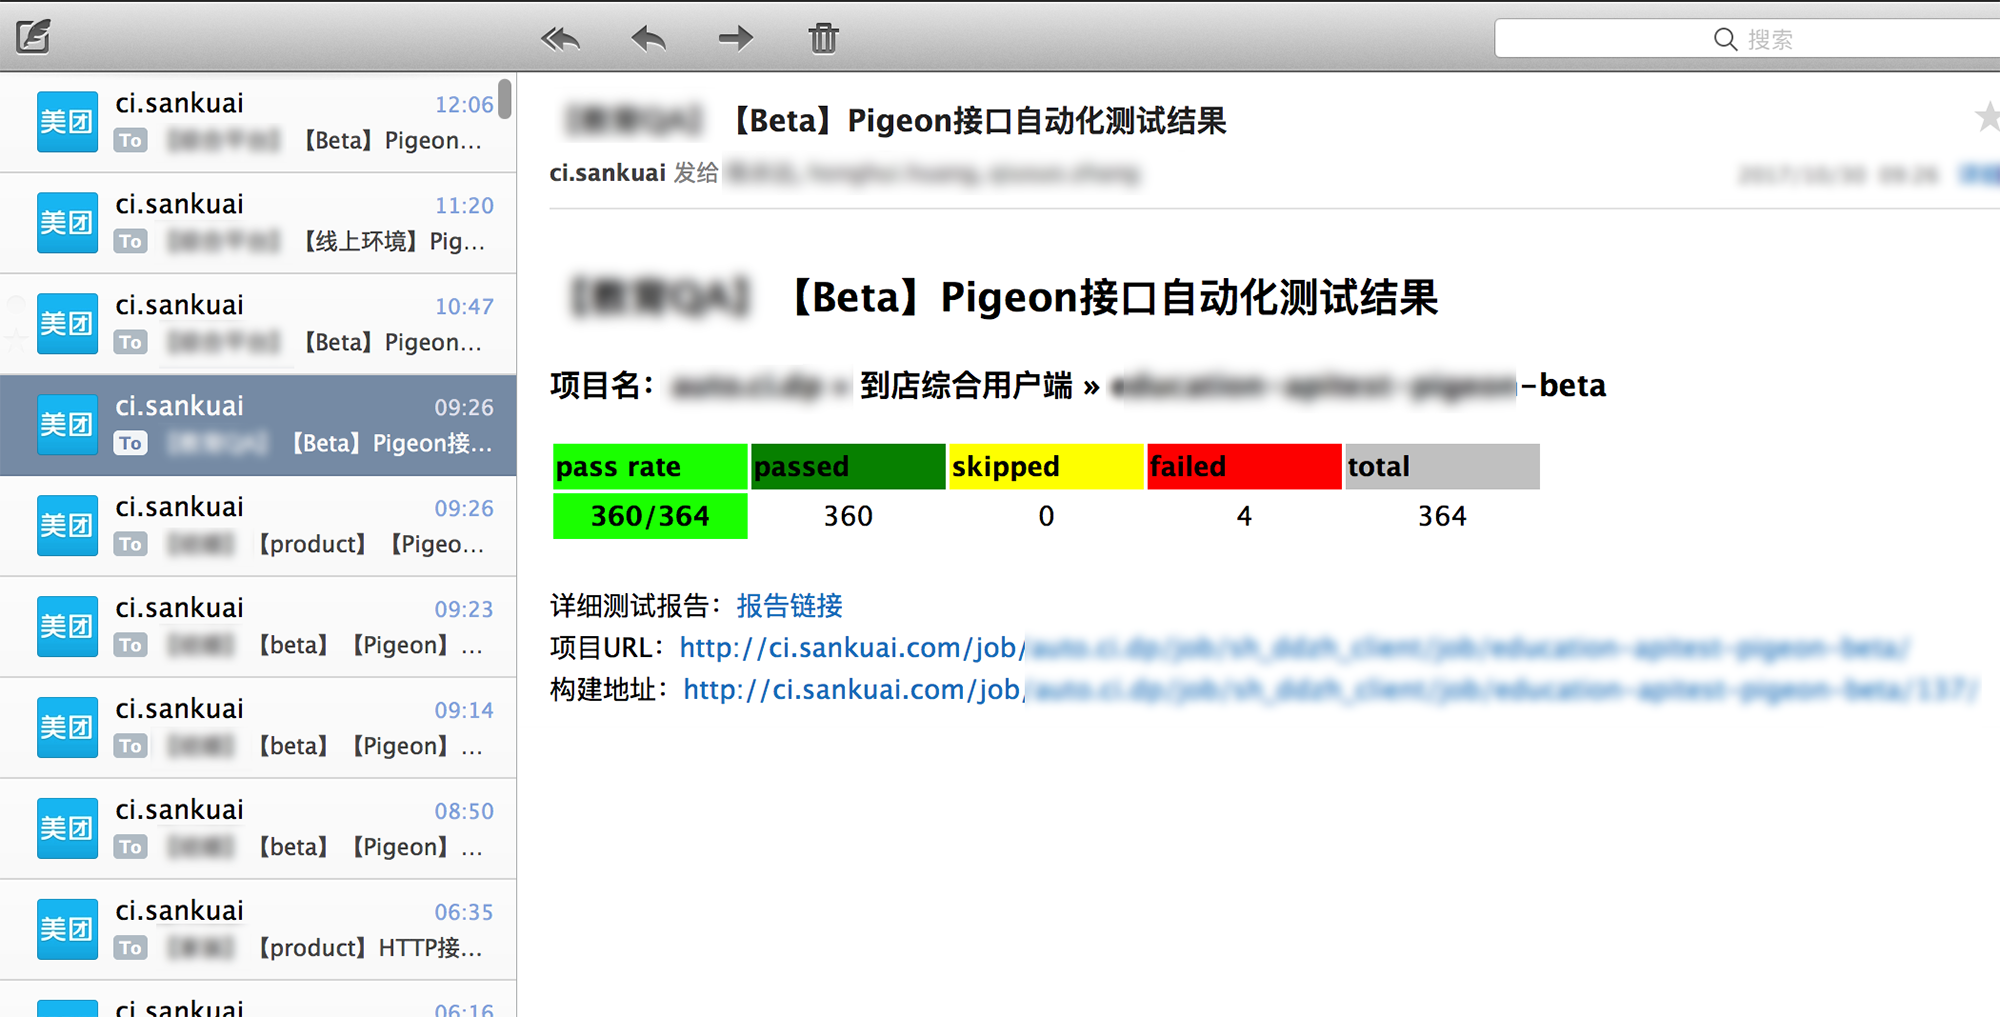 搜索
美团
ci.sankuai
12:06
To
【Beta】Pigeon...
美团
ci.sankuai
11:20
To
【线上环境】Pig...
美团
ci.sankuai
10:47
To
【Beta】Pigeon...
美团
ci.sankuai
09:26
To
【Beta】Pigeon接...
美团
ci.sankuai
09:26
To
【product】【Pigeo...
美团
ci.sankuai
09:23
To
【beta】【Pigeon】...
美团
ci.sankuai
09:14
To
【beta】【Pigeon】...
美团
ci.sankuai
08:50
To
【beta】【Pigeon】...
美团
ci.sankuai
06:35
To
【product】HTTP接...
ci.sankuai
06:16
【Beta】Pigeon接口自动化测试结果
ci.sankuai 发给
【Beta】Pigeon接口自动化测试结果
项目名： 到店综合用户端 » -beta
pass rate passed skipped failed total
360/364 360 0 4 364
详细测试报告：报告链接
项目URL：http://ci.sankuai.com/job/
构建地址：http://ci.sankuai.com/job/